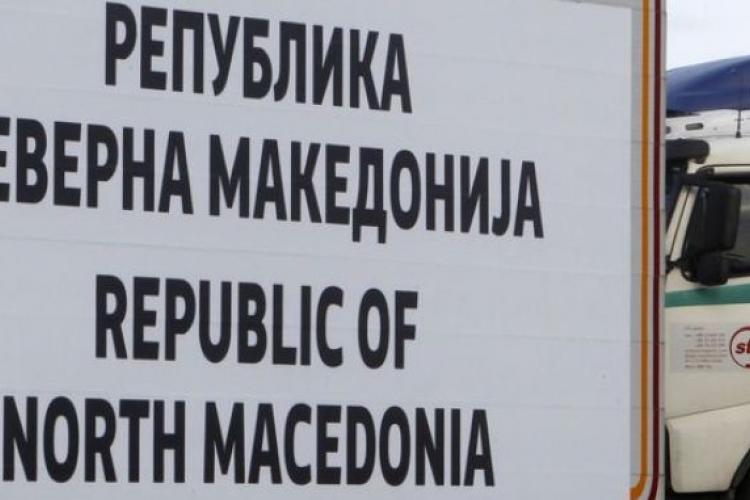 РЕПУБЛИКА
ЕВЕРНА МАКЕДОНИЈА
REPUBLIC OF
NORTH MACEDONIA